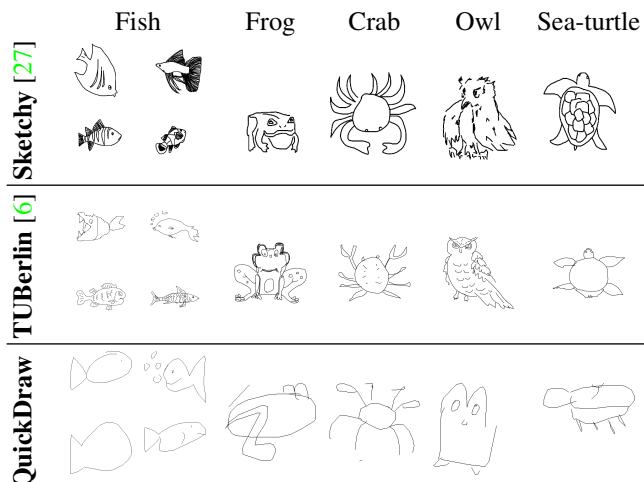 Fish Frog Crab Owl Sea-turtle
Sketchy [27]
TUBerlin [6]
QuickDraw